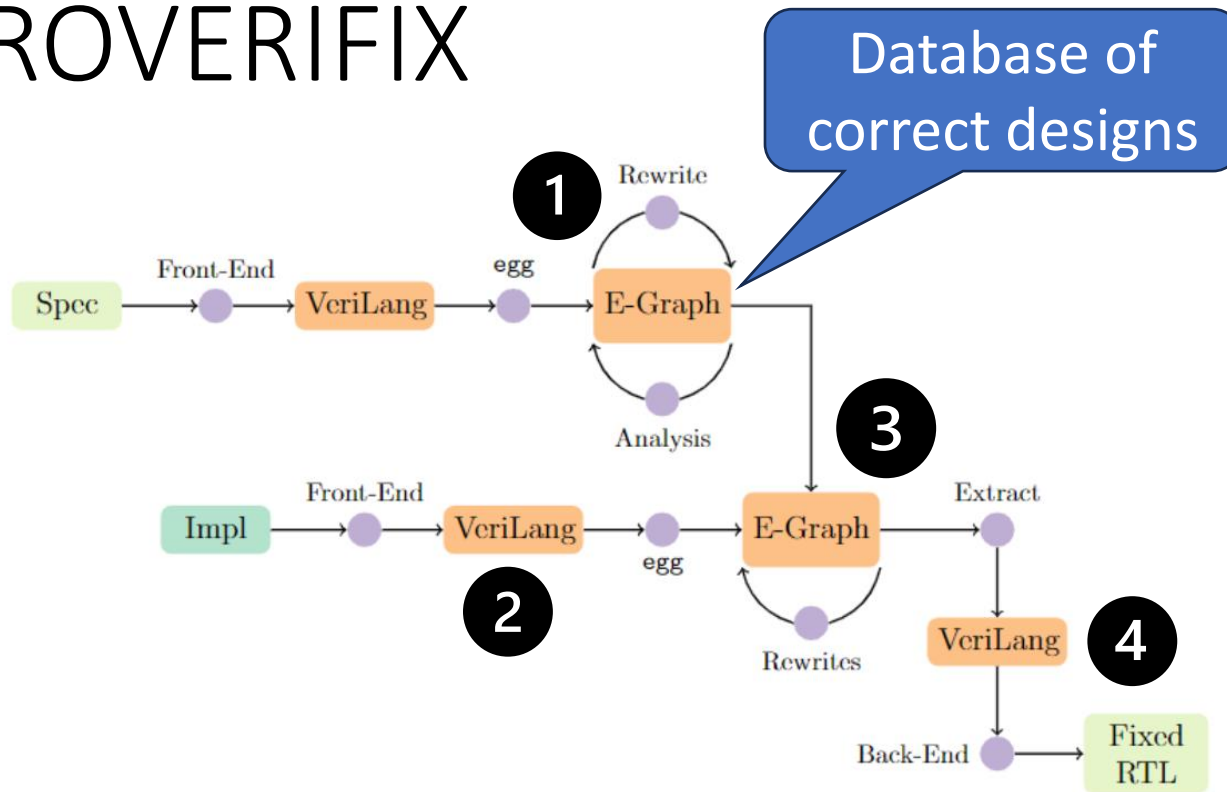 ROVERIFIX
Database of
correct designs
1
Rewrite
Front-End
egg
Spec
VeriLang
E-Graph
Analysis
3
Front-End
Extract
Impl
VeriLang
E-Graph
egg
2
Rewrites
VeriLang
4
Back-End
Fixed
RTL